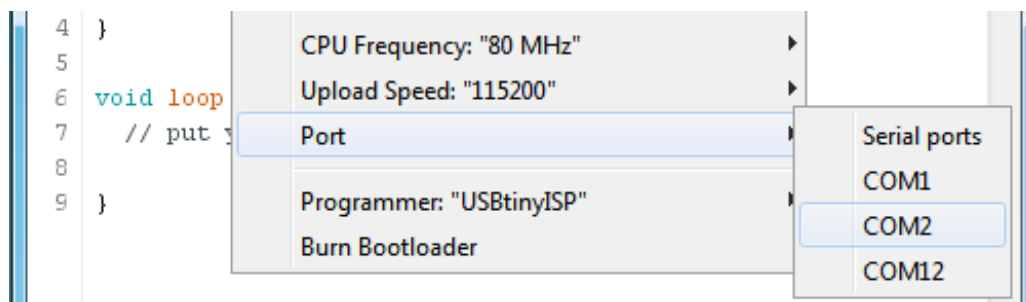 4 }
CPU Frequency: "80 MHz"
5
Upload Speed: "115200"
6 void loop
7 // put
Port
Serial ports
8
COM1
9 }
Programmer: "USBtinyISP"
COM2
Burn Bootloader
COM12